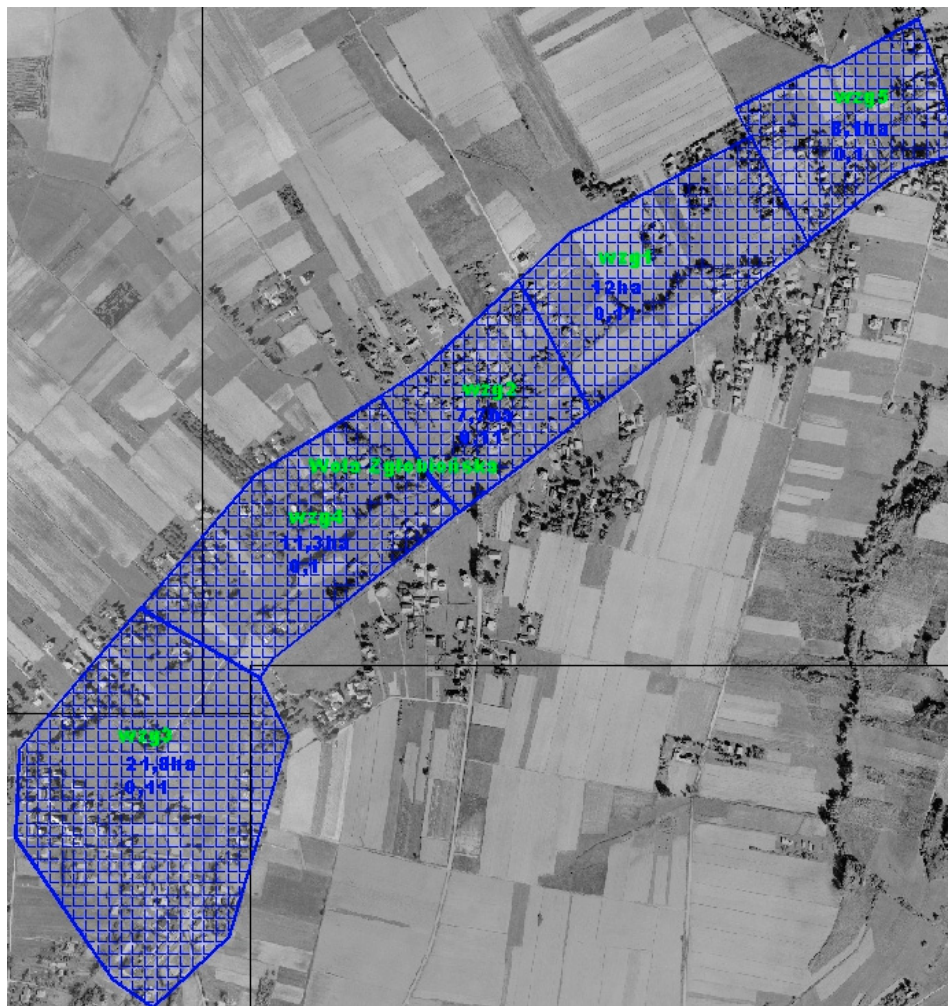 wzg5
8,1ha
0,1
wzg1
12ha
0,11
wzg2
7,7ha
0,11
Wola Zgłobieńska
wzg4
11,3ha
0,1
wzg3
21,8ha
0,11